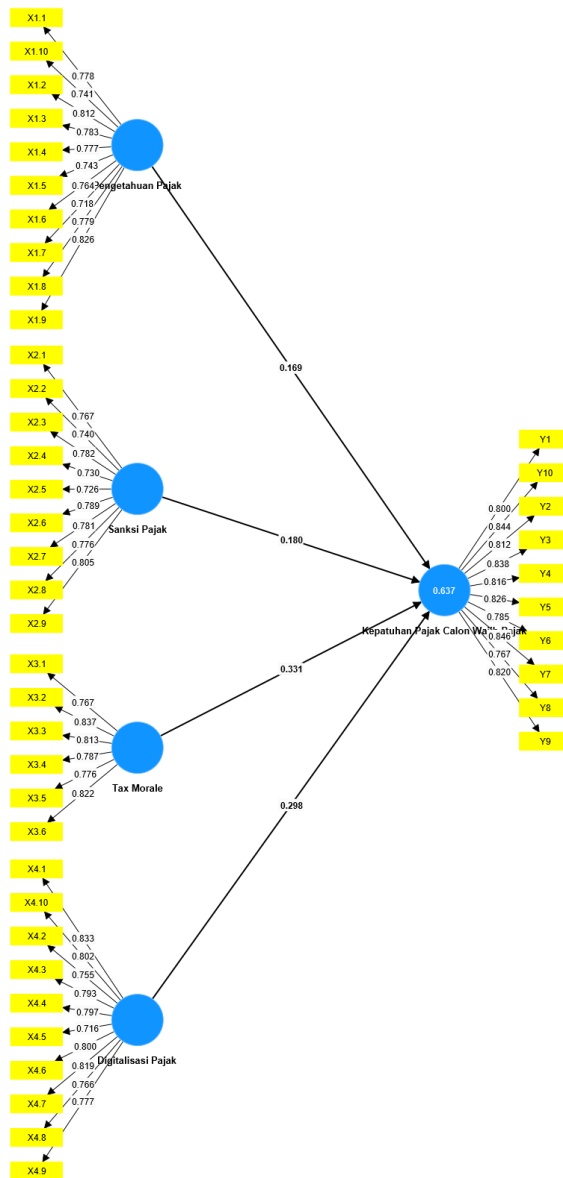 X1.1
X1.10
X1.2
X1.3
X1.4
X1.5
X1.6
X1.7
X1.8
X1.9
0.778
0.741
0.812
0.783
0.777
0.743
0.764
0.718
0.779
0.826
Pengetahuan Pajak
0.169
X2.1
X2.2
X2.3
X2.4
X2.5
X2.6
X2.7
X2.8
X2.9
0.767
0.740
0.782
0.730
0.726
0.789
0.781
0.776
0.805
Sanksi Pajak
0.180
X3.1
X3.2
X3.3
X3.4
X3.5
X3.6
0.767
0.837
0.813
0.787
0.776
0.822
Tax Morale
0.331
X4.1
X4.10
X4.2
X4.3
X4.4
X4.5
X4.6
X4.7
X4.8
X4.9
0.833
0.802
0.755
0.793
0.797
0.716
0.800
0.819
0.766
0.777
Digitalisasi Pajak
0.298
0.637
Kepatuhan Pajak Calon Wajib Pajak
0.800
0.844
0.812
0.838
0.816
0.826
0.785
0.846
0.767
0.820
Y1
Y10
Y2
Y3
Y4
Y5
Y6
Y7
Y8
Y9